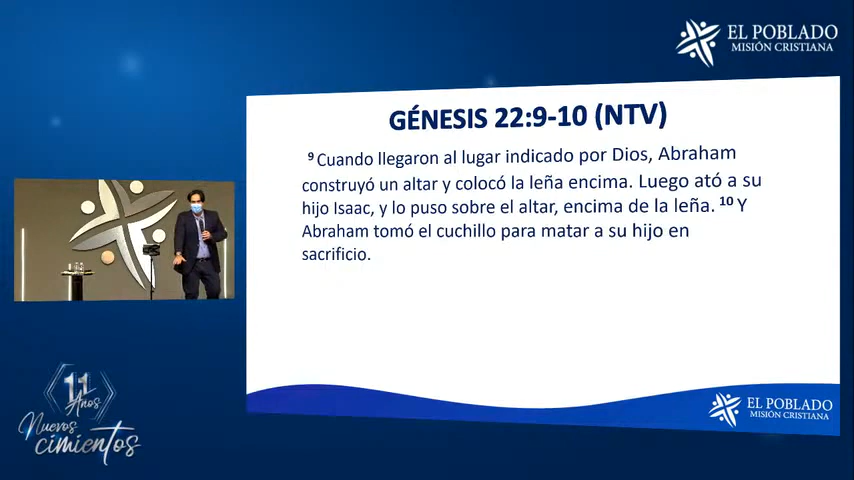 EL POBLADO
MISIÓN CRISTIANA
GÉNESIS 22:9-10 (NTV)
⁹ Cuando llegaron al lugar indicado por Dios, Abraham
construyó un altar y colocó la leña encima. Luego ató a su
hijo Isaac, y lo puso sobre el altar, encima de la leña. ¹⁰ Y
Abraham tomó el cuchillo para matar a su hijo en
sacrificio.
11
Años
Nuevos
cimientos
EL POBLADO
MISIÓN CRISTIANA